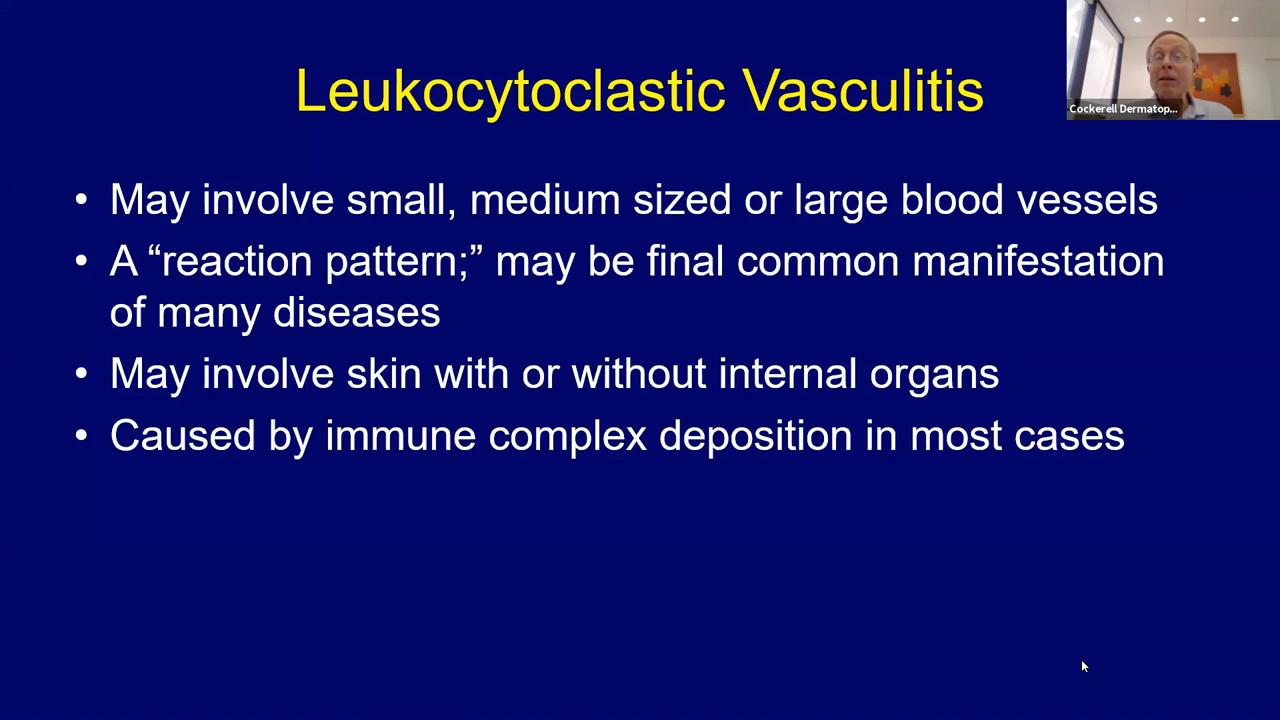 Leukocytoclastic Vasculitis
Cockerell Dermatop...
• May involve small, medium sized or large blood vessels
• A “reaction pattern;” may be final common manifestation
of many diseases
• May involve skin with or without internal organs
• Caused by immune complex deposition in most cases